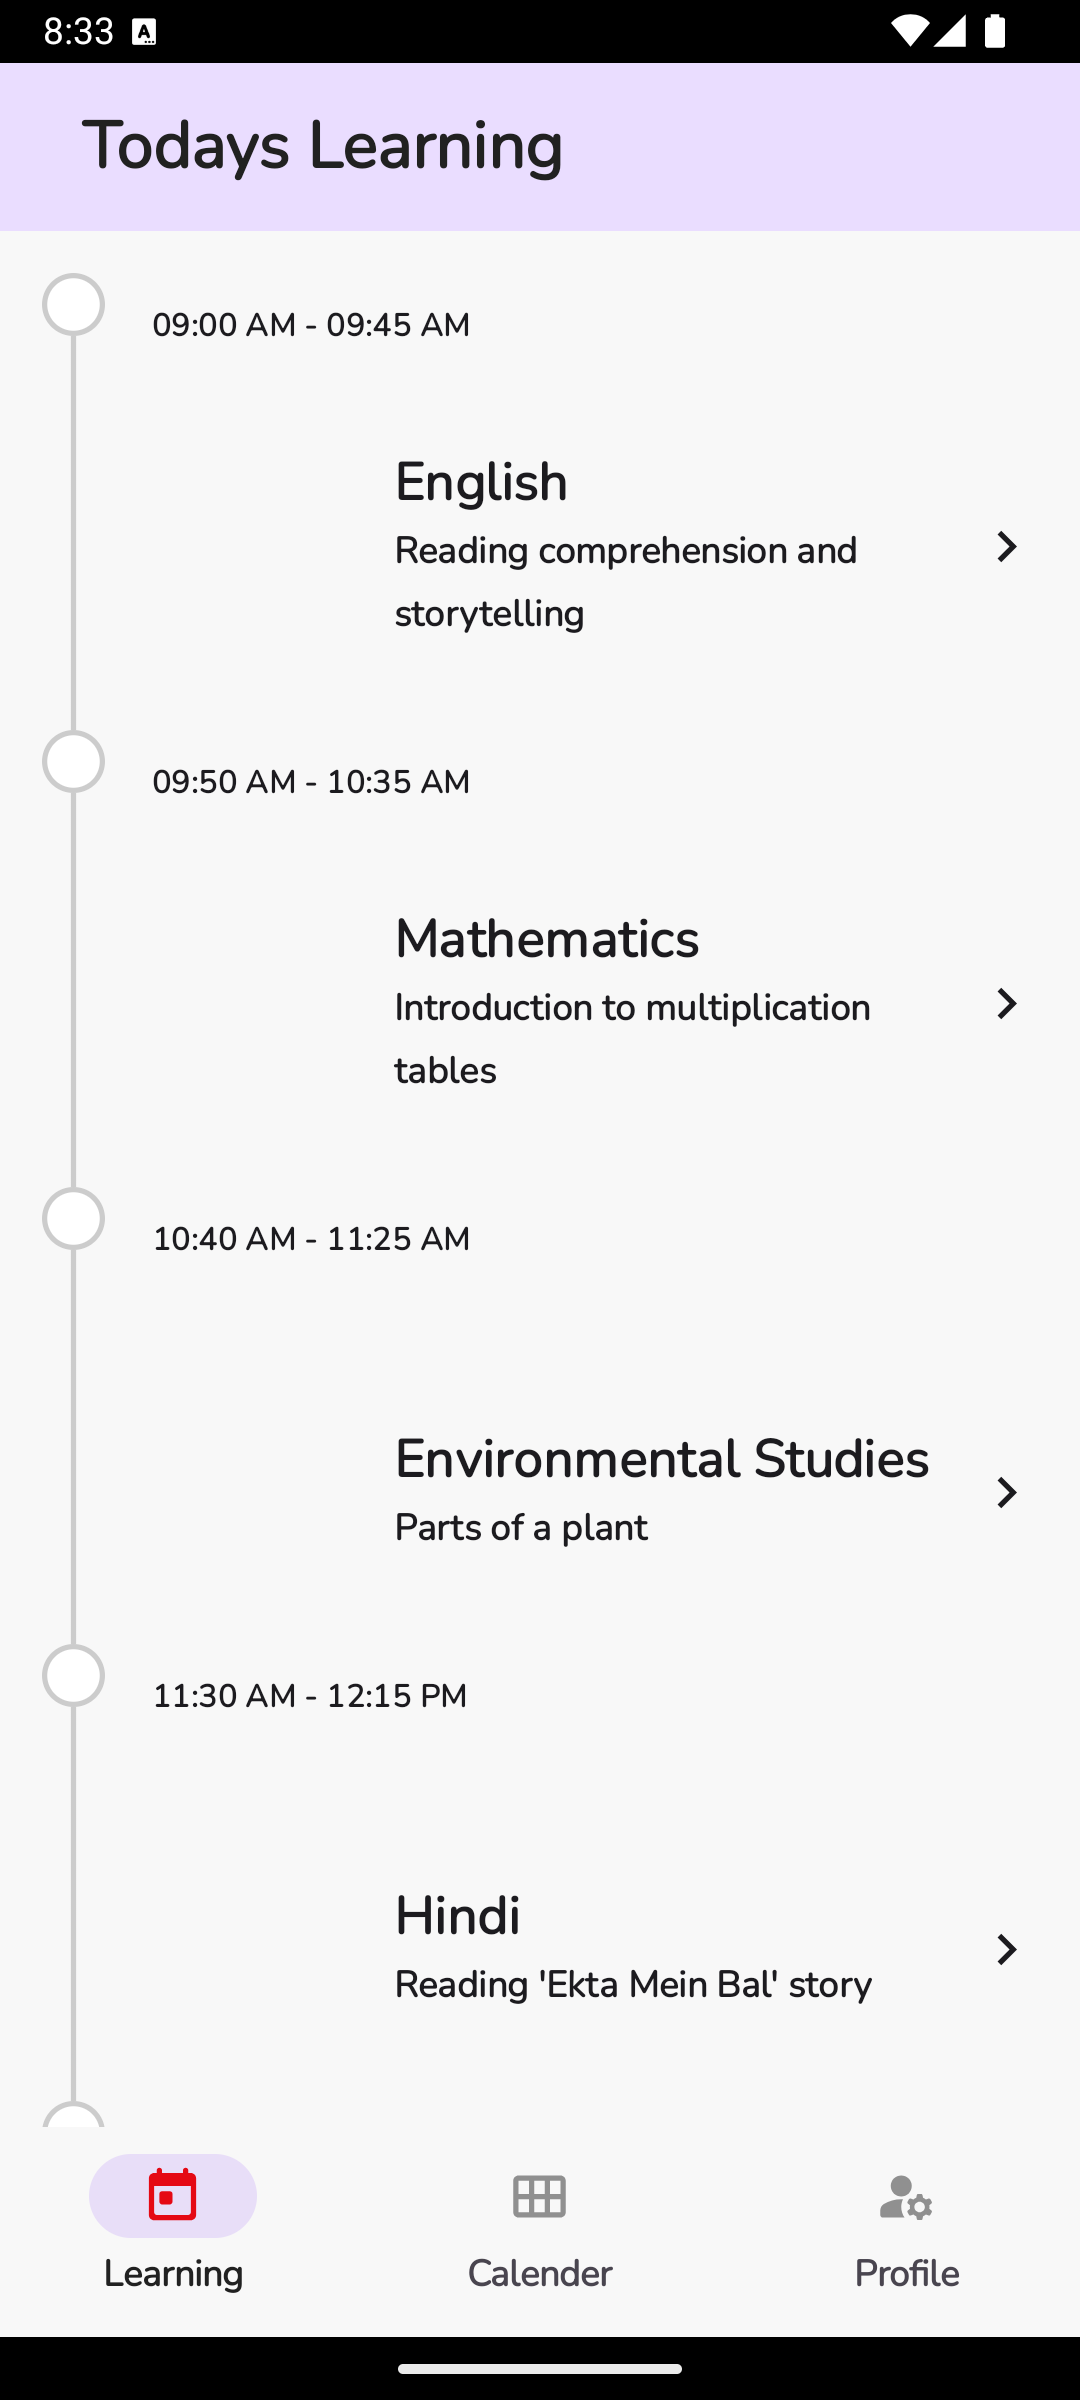 8:33
Todays Learning
09:00 AM - 09:45 AM
English
Reading comprehension and
storytelling
09:50 AM - 10:35 AM
Mathematics
Introduction to multiplication
tables
10:40 AM - 11:25 AM
Environmental Studies
Parts of a plant
11:30 AM - 12:15 PM
Hindi
Reading 'Ekta Mein Bal' story
Learning
Calender
Profile